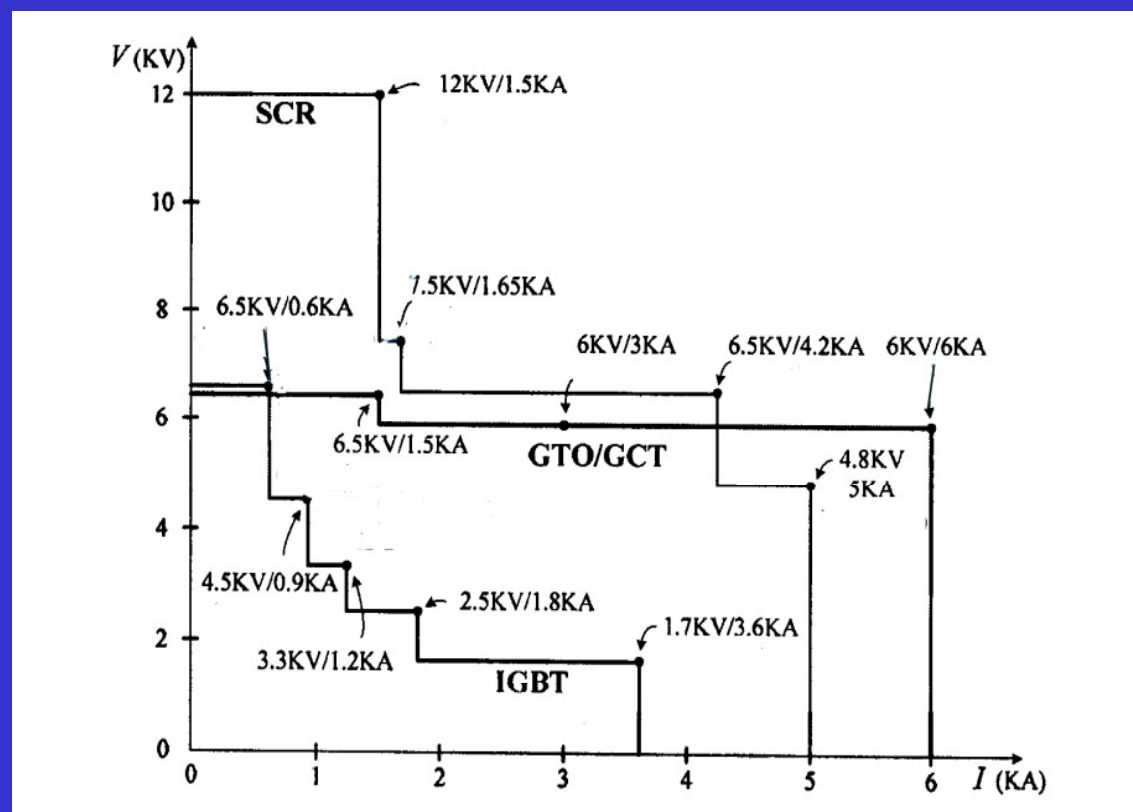 V (KV)
12
12KV/1.5KA
SCR
10
7.5KV/1.65KA
8
6.5KV/0.6KA
6KV/3KA
6.5KV/4.2KA
6KV/6KA
6
6.5KV/1.5KA
GTO/GCT
4.8KV
5KA
4
4.5KV/0.9KA
2.5KV/1.8KA
2
1.7KV/3.6KA
3.3KV/1.2KA
IGBT
0
0
1
2
3
4
5
6
I (KA)